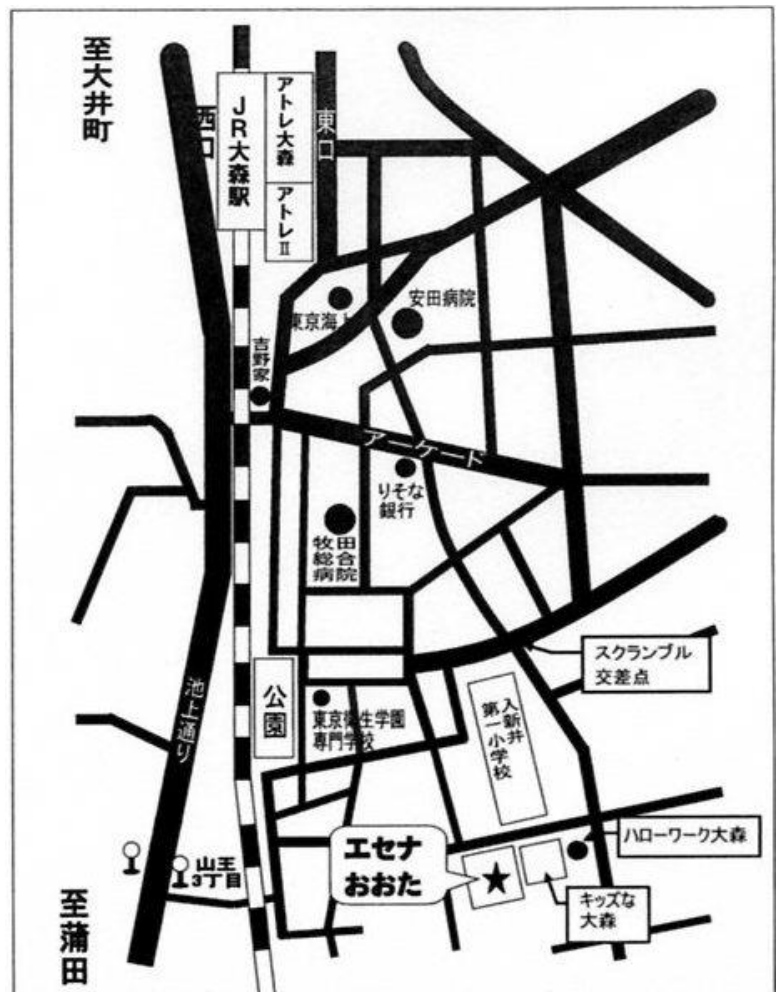 至大井町
西口
JR大森駅
アトレ大森
アトレⅡ
東口
東京海上
安田病院
吉野家
アーケード
りそな
銀行
牧田
総合
病院
スクランブル
交差点
公園
池上通り
東京衛生学園
専門学校
入新井
第一小学校
ハローワーク大森
エセナ
おおた
キッズな
大森
山王
3丁目
至蒲田